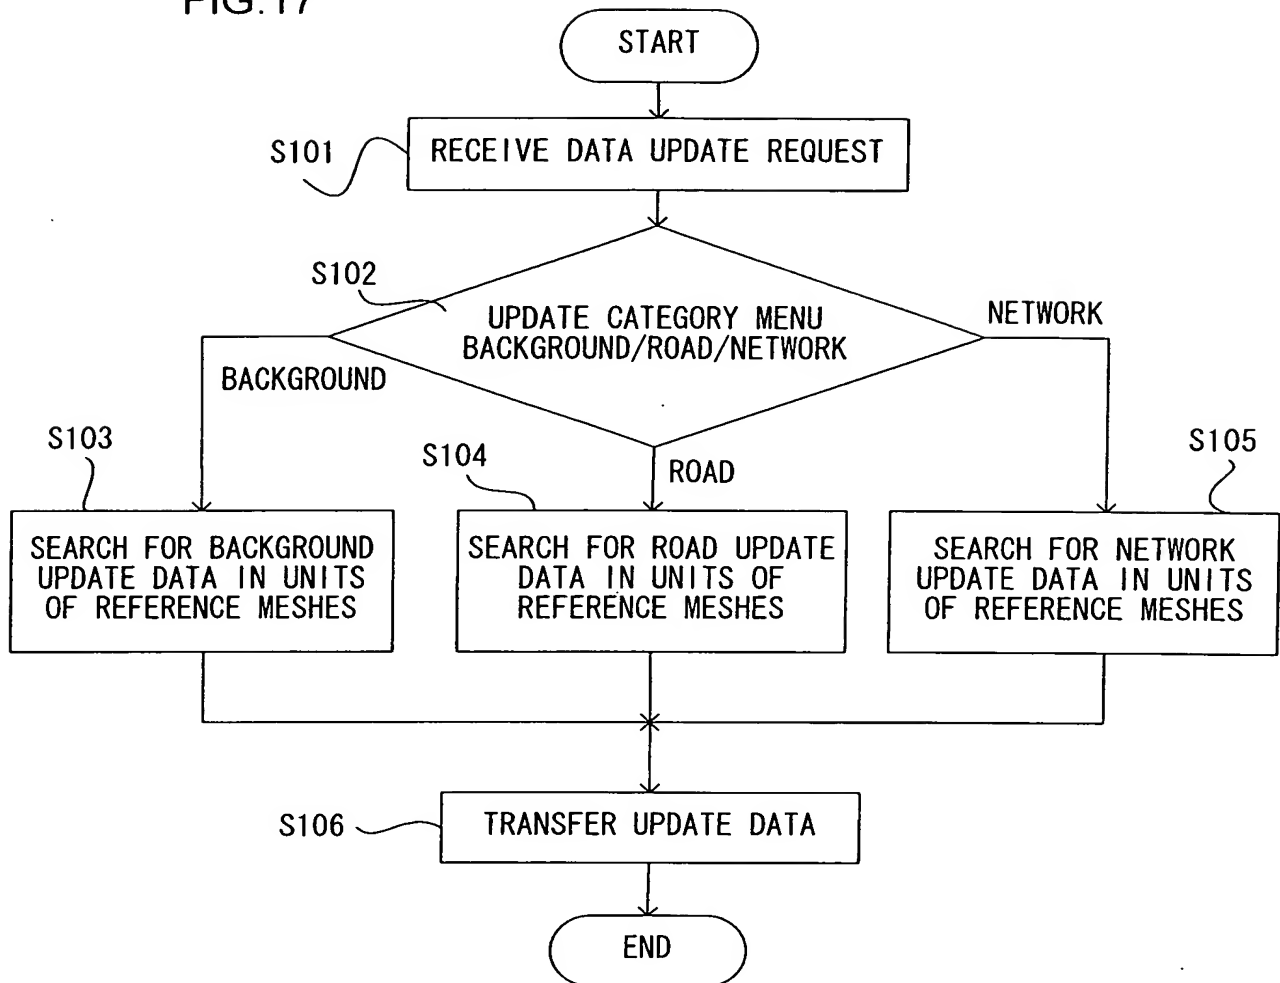 FIG.17
START
S101
RECEIVE DATA UPDATE REQUEST
S102
UPDATE CATEGORY MENU
BACKGROUND/ROAD/NETWORK
NETWORK
BACKGROUND
ROAD
S103
S104
S105
SEARCH FOR BACKGROUND
UPDATE DATA IN UNITS
OF REFERENCE MESHES
SEARCH FOR ROAD UPDATE
DATA IN UNITS OF
REFERENCE MESHES
SEARCH FOR NETWORK
UPDATE DATA IN UNITS
OF REFERENCE MESHES
S106
TRANSFER UPDATE DATA
END